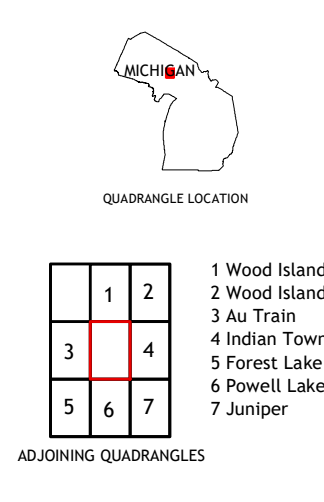 MICHIGAN
QUADRANGLE LOCATION
1 2
3 4
5 6 7
1 Wood Island
2 Wood Island
3 Au Train
4 Indian Town
5 Forest Lake
6 Powell Lake
7 Juniper
ADJOINING QUADRANGLES